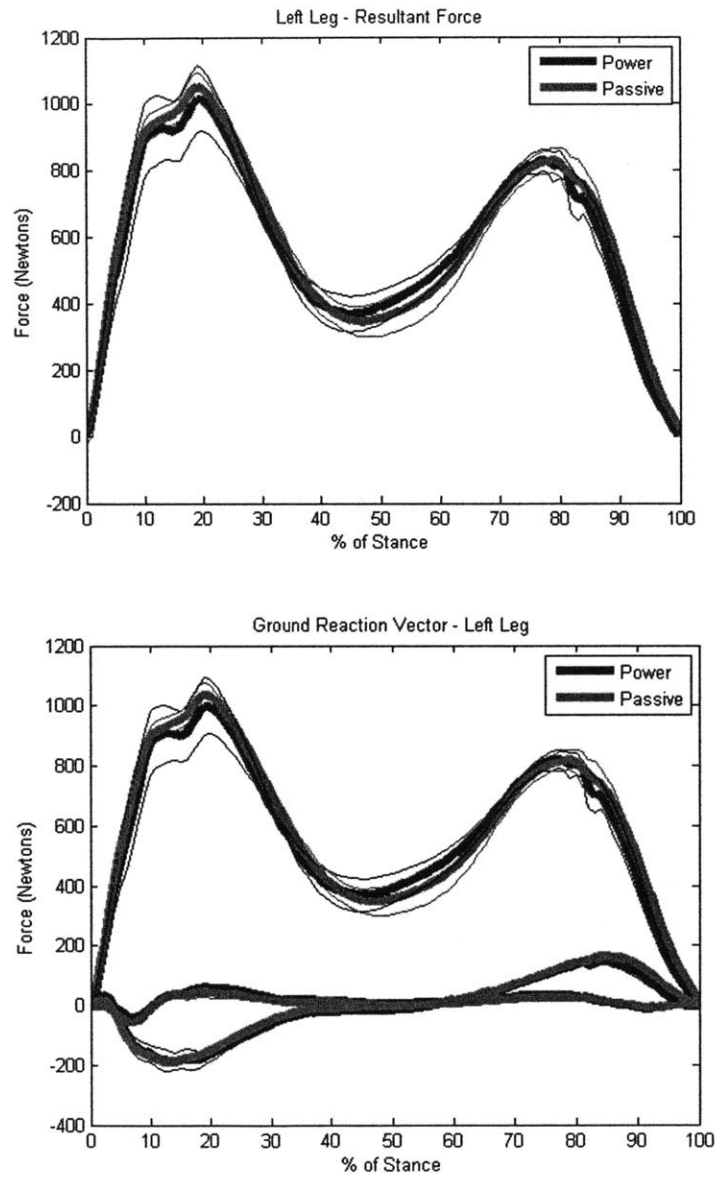 Left Leg - Resultant Force
1200
1000
800
600
400
200
0
-200
Force (Newtons)
Power
Passive
0 10 20 30 40 50 60 70 80 90 100
% of Stance
Ground Reaction Vector - Left Leg
1200
1000
800
600
400
200
0
-200
-400
Force (Newtons)
Power
Passive
0 10 20 30 40 50 60 70 80 90 100
% of Stance